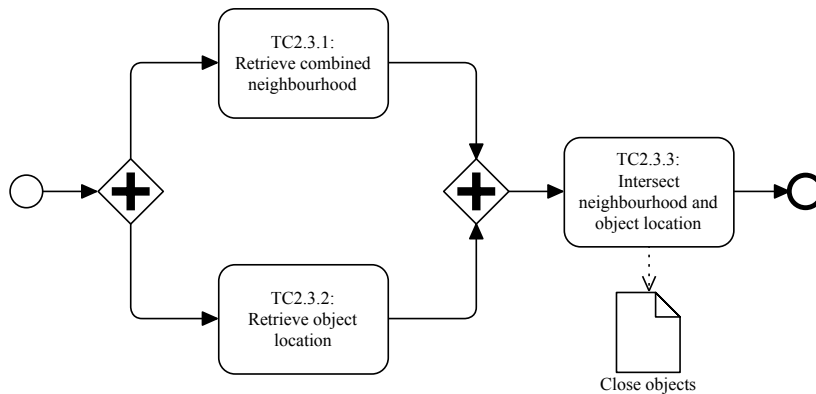 TC2.3.1:
Retrieve combined
neighbourhood
TC2.3.2:
Retrieve object
location
TC2.3.3:
Intersect
neighbourhood and
object location
Close objects